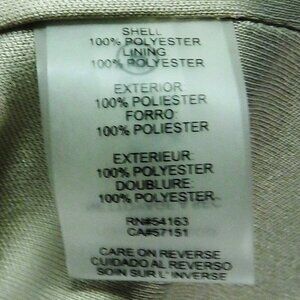 SHELL
100% POLYESTER
LINING
100% POLYESTER
EXTERIOR:
100% POLIESTER
FORRO:
100% POLIESTER
EXTERIEUR:
100% POLYESTER
DOUBLURE:
100% POLYESTER
RN#54163
CA#57151
CARE ON REVERSE
CUIDADO AL REVERSO
SOIN SUR L'INVERSE